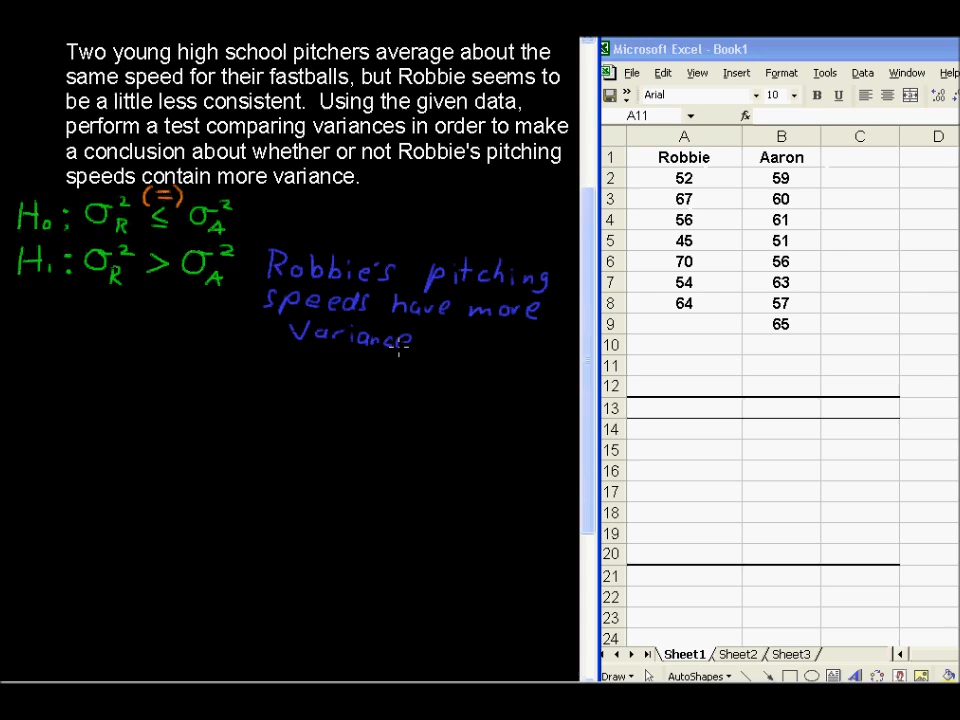 Two young high school pitchers average about the
same speed for their fastballs, but Robbie seems to
be a little less consistent. Using the given data,
perform a test comparing variances in order to make
a conclusion about whether or not Robbie's pitching
speeds contain more variance.
(=)
H₀: σ²_R ≤ σ²_A
H₁: σ²_R > σ²_A
Robbie's pitching
speeds have more
variance
Microsoft Excel - Book1
File Edit View Insert Format Tools Data Window Help
» Arial 10 B U
A11 fx
A B C D
1 Robbie Aaron
2 52 59
3 67 60
4 56 61
5 45 51
6 70 56
7 54 63
8 64 57
9 65
10
11
12
13
14
15
16
17
18
19
20
21
22
23
24
Sheet1 Sheet2 Sheet3
Draw AutoShapes